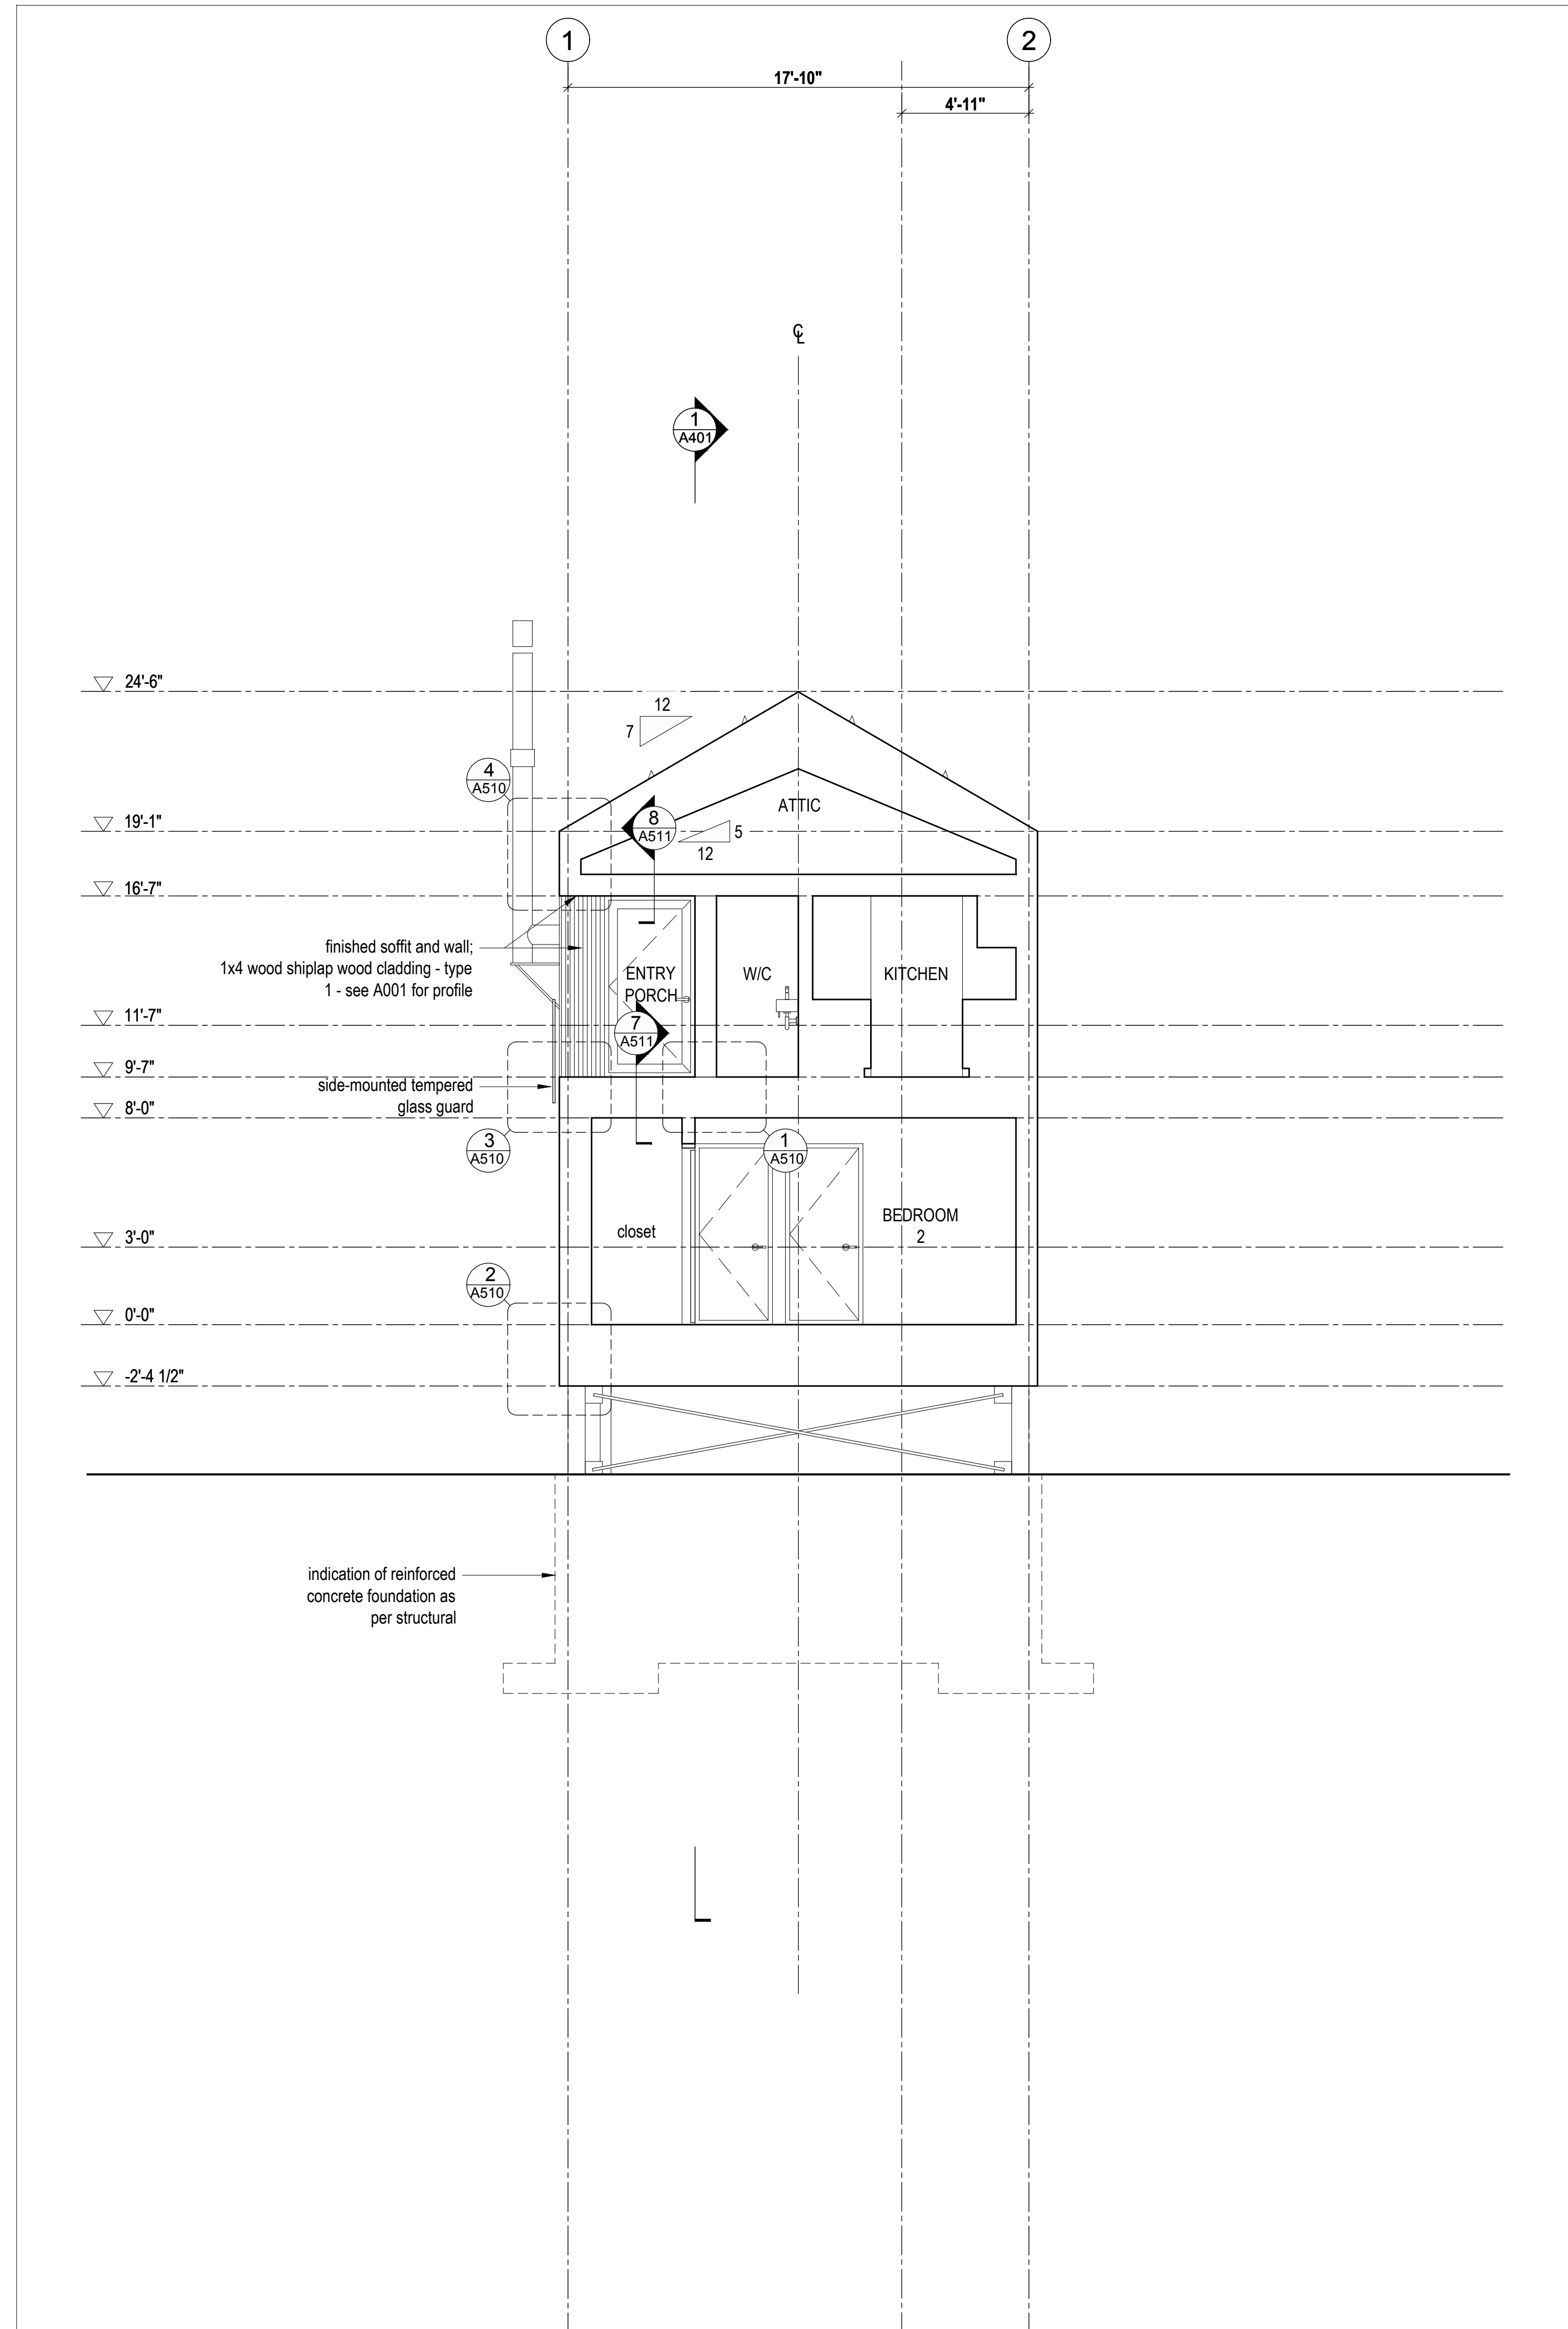 1
2
17'-10"
4'-11"
℄
1
A401
24'-6"
12
7
4
A510
ATTIC
19'-1"
8
A511
5
12
16'-7"
finished soffit and wall;
1x4 wood shiplap wood cladding - type
1 - see A001 for profile
ENTRY
PORCH
W/C
KITCHEN
11'-7"
7
A511
9'-7"
side-mounted tempered
glass guard
8'-0"
3
A510
1
A510
BEDROOM
2
closet
3'-0"
2
A510
0'-0"
-2'-4 1/2"
indication of reinforced
concrete foundation as
per structural